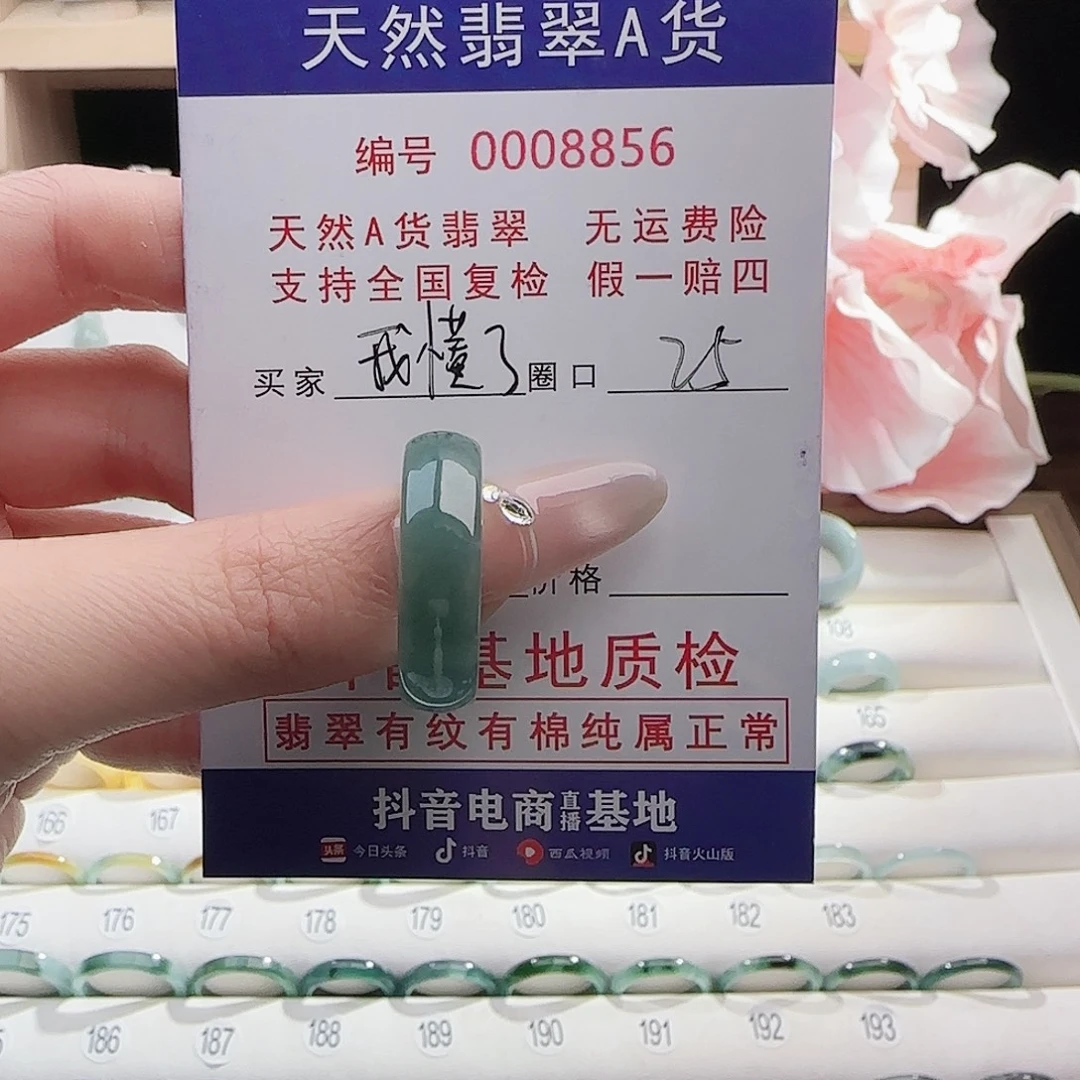 天然翡翠A货
编号 0008856
天然A货翡翠 无运费险
支持全国复检 假一赔四
买家 我懂了 圈口 25
价格
基地质检
翡翠有纹有棉纯属正常
抖音电商直播基地
头条 今日头条 抖音 西瓜视频 抖音火山版
108
165
166 167
175 176 177 178 179 180 181 182 183
186 187 188 189 190 191 192 193